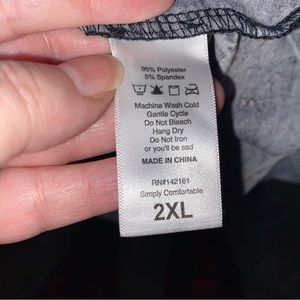 95% Polyester
5% Spandex
Machine Wash Cold
Gentle Cycle
Do Not Bleach
Hang Dry
Do Not Iron
or you'll be sad
MADE IN CHINA
RN#142161
Simply Comfortable
2XL